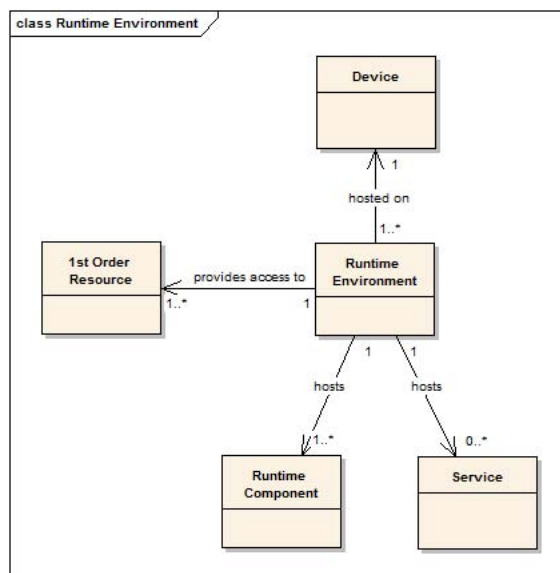 class Runtime Environment
Device
1
hosted on
1..*
1st Order
Resource
provides access to
Runtime
Environment
1..*
1
1
1
hosts
hosts
1..*
0..*
Runtime
Component
Service